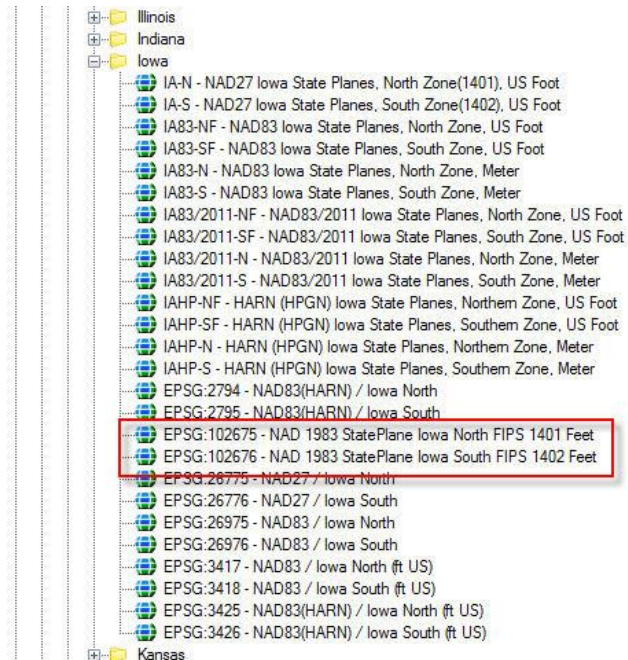 Illinois
Indiana
Iowa
IA-N - NAD27 Iowa State Planes, North Zone(1401), US Foot
IA-S - NAD27 Iowa State Planes, South Zone(1402), US Foot
IA83-NF - NAD83 Iowa State Planes, North Zone, US Foot
IA83-SF - NAD83 Iowa State Planes, South Zone, US Foot
IA83-N - NAD83 Iowa State Planes, North Zone, Meter
IA83-S - NAD83 Iowa State Planes, South Zone, Meter
IA83/2011-NF - NAD83/2011 Iowa State Planes, North Zone, US Foot
IA83/2011-SF - NAD83/2011 Iowa State Planes, South Zone, US Foot
IA83/2011-N - NAD83/2011 Iowa State Planes, North Zone, Meter
IA83/2011-S - NAD83/2011 Iowa State Planes, South Zone, Meter
IAHP-NF - HARN (HPGN) Iowa State Planes, Northern Zone, US Foot
IAHP-SF - HARN (HPGN) Iowa State Planes, Southern Zone, US Foot
IAHP-N - HARN (HPGN) Iowa State Planes, Northern Zone, Meter
IAHP-S - HARN (HPGN) Iowa State Planes, Southern Zone, Meter
EPSG:2794 - NAD83(HARN) / Iowa North
EPSG:2795 - NAD83(HARN) / Iowa South
EPSG:102675 - NAD 1983 StatePlane Iowa North FIPS 1401 Feet
EPSG:102676 - NAD 1983 StatePlane Iowa South FIPS 1402 Feet
EPSG:26775 - NAD27 / Iowa North
EPSG:26776 - NAD27 / Iowa South
EPSG:26975 - NAD83 / Iowa North
EPSG:26976 - NAD83 / Iowa South
EPSG:3417 - NAD83 / Iowa North (ft US)
EPSG:3418 - NAD83 / Iowa South (ft US)
EPSG:3425 - NAD83(HARN) / Iowa North (ft US)
EPSG:3426 - NAD83(HARN) / Iowa South (ft US)
Kansas